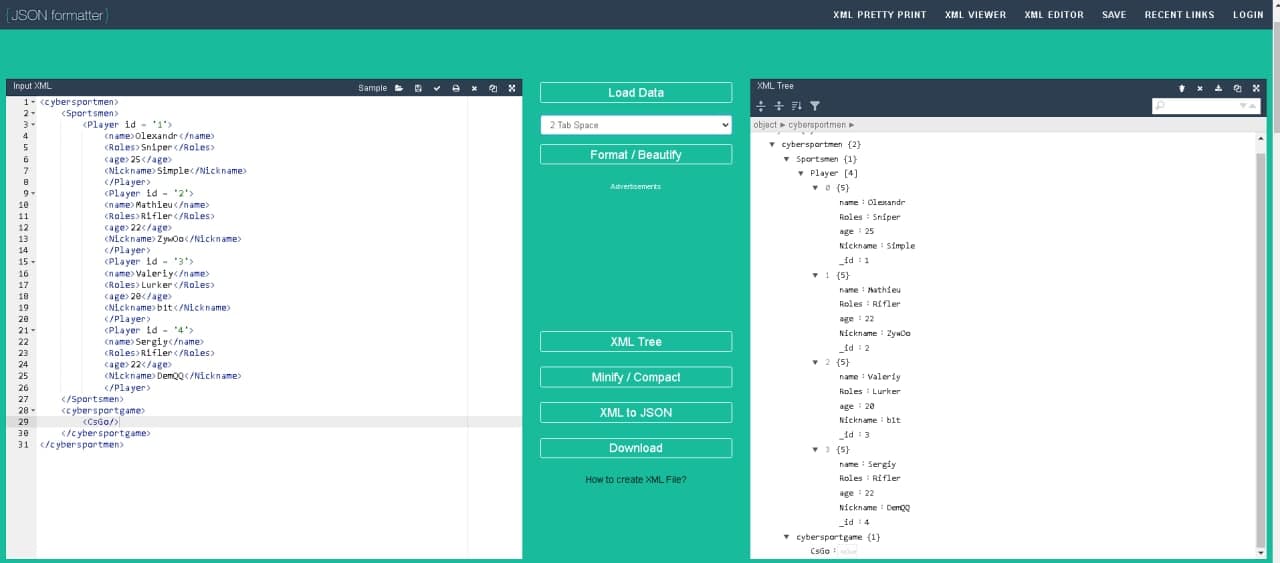 {JSON formatter}
XML PRETTY PRINT XML VIEWER XML EDITOR SAVE RECENT LINKS LOGIN
Input XML
Sample
1 <cybersportmen>
2 <Sportsmen>
3 <Player id = '1'>
4 <name>Olexandr</name>
5 <Roles>Sniper</Roles>
6 <age>25</age>
7 <Nickname>Simple</Nickname>
8 </Player>
9 <Player id = '2'>
10 <name>Mathieu</name>
11 <Roles>Rifler</Roles>
12 <age>22</age>
13 <Nickname>ZywOo</Nickname>
14 </Player>
15 <Player id = '3'>
16 <name>Valeriy</name>
17 <Roles>Lurker</Roles>
18 <age>20</age>
19 <Nickname>b1t</Nickname>
20 </Player>
21 <Player id = '4'>
22 <name>Sergiy</name>
23 <Roles>Rifler</Roles>
24 <age>22</age>
25 <Nickname>DemQQ</Nickname>
26 </Player>
27 </Sportsmen>
28 <cybersportgame>
29 <CsGo/>
30 </cybersportgame>
31 </cybersportmen>
Load Data
2 Tab Space
Format / Beautify
Advertisements
XML Tree
Minify / Compact
XML to JSON
Download
How to create XML File?
XML Tree
object ► cybersportmen ►
cybersportmen {2}
Sportsmen {1}
Player [4]
0 {5}
name : Olexandr
Roles : Sniper
age : 25
Nickname : Simple
_id : 1
1 {5}
name : Mathieu
Roles : Rifler
age : 22
Nickname : ZywOo
_id : 2
2 {5}
name : Valeriy
Roles : Lurker
age : 20
Nickname : b1t
_id : 3
3 {5}
name : Sergiy
Roles : Rifler
age : 22
Nickname : DemQQ
_id : 4
cybersportgame {1}
CsGo : value